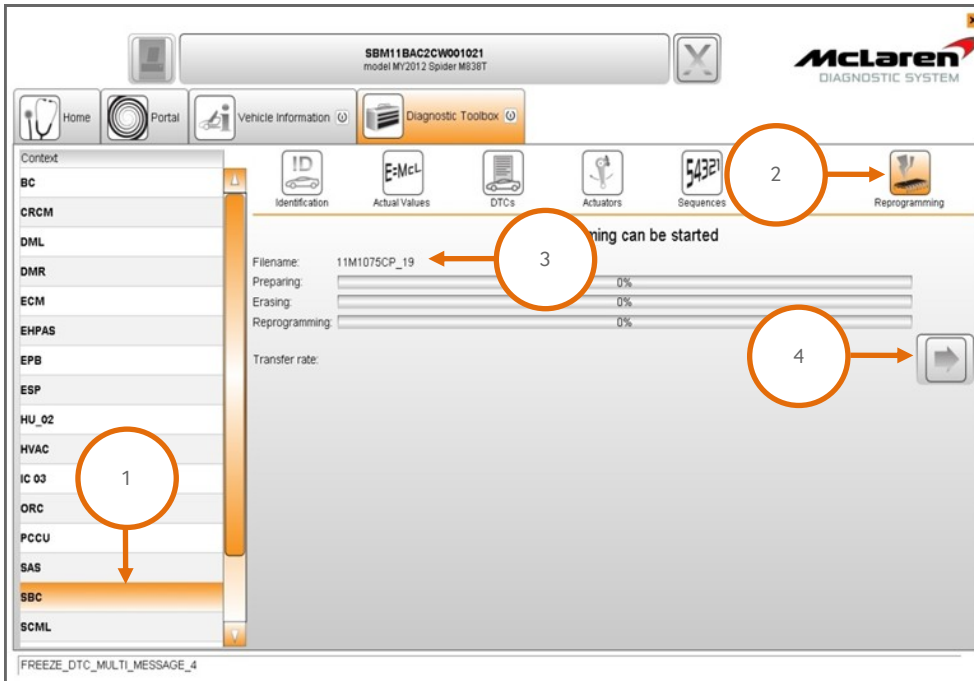 SBM11BAC2CW001021
model MY2012 Spider M838T
McLaren
DIAGNOSTIC SYSTEM
Home
Portal
Vehicle Information
Diagnostic Toolbox
Context
BC
CRCM
DML
DMR
ECM
EHPAS
EPB
ESP
HU_02
HVAC
IC 03
ORC
PCCU
SAS
SBC
SCML
ID
E=McL
54321
Identification
Actual Values
DTCs
Actuators
Sequences
Reprogramming
2
ming can be started
Filename: 11M1075CP_19
3
Preparing: 0%
Erasing: 0%
Reprogramming: 0%
Transfer rate:
4
1
FREEZE_DTC_MULTI_MESSAGE_4